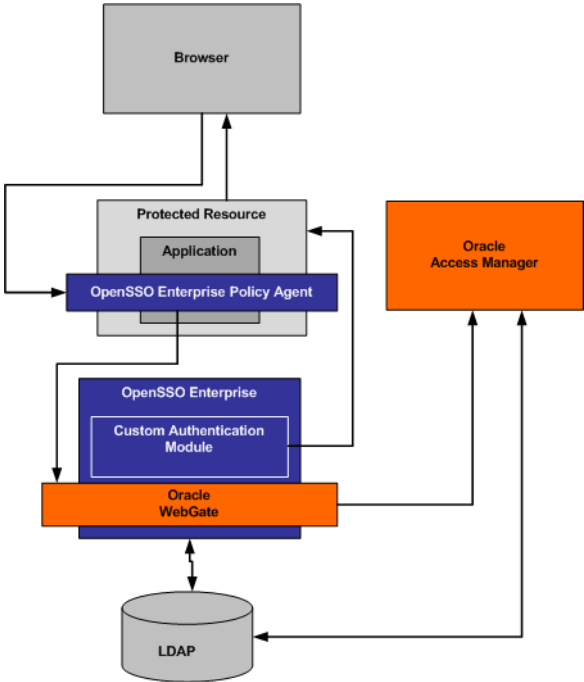 Browser
Protected Resource
Application
OpenSSO Enterprise Policy Agent
Oracle
Access Manager
OpenSSO Enterprise
Custom Authentication
Module
Oracle
WebGate
LDAP